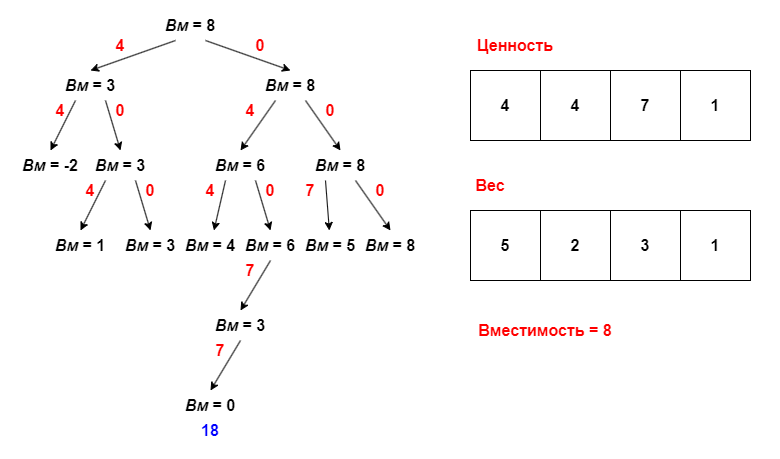 Вм = 8
4 0
Вм = 3 Вм = 8
4 0 4 0
Вм = -2 Вм = 3 Вм = 6 Вм = 8
4 0 4 0 7 0
Вм = 1 Вм = 3 Вм = 4 Вм = 6 Вм = 5 Вм = 8
7
Вм = 3
7
Вм = 0
18
Ценность
4 4 7 1
Вес
5 2 3 1
Вместимость = 8